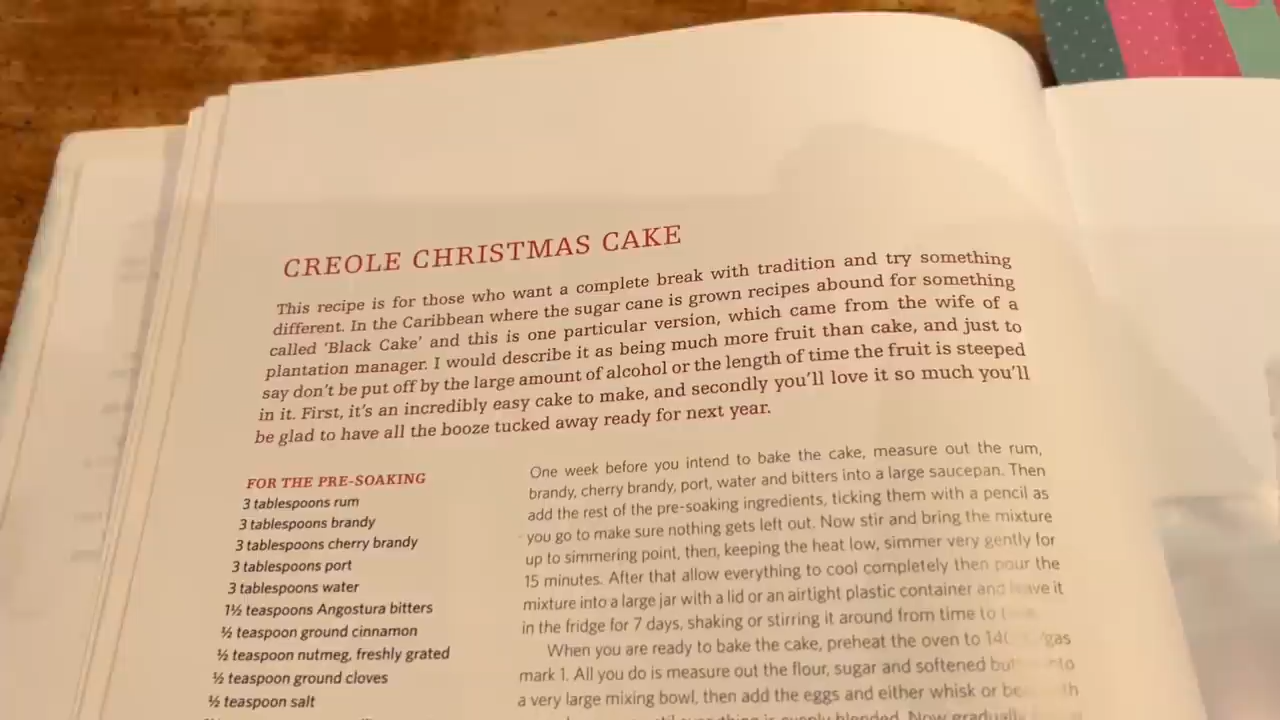 CREOLE CHRISTMAS CAKE
This recipe is for those who want a complete break with tradition and try something
different. In the Caribbean where the sugar cane is grown recipes abound for something
called ‘Black Cake’ and this is one particular version, which came from the wife of a
plantation manager. I would describe it as being much more fruit than cake, and just to
say don’t be put off by the large amount of alcohol or the length of time the fruit is steeped
in it. First, it’s an incredibly easy cake to make, and secondly you’ll love it so much you’ll
be glad to have all the booze tucked away ready for next year.
FOR THE PRE-SOAKING
3 tablespoons rum
3 tablespoons brandy
3 tablespoons cherry brandy
3 tablespoons port
3 tablespoons water
1½ teaspoons Angostura bitters
½ teaspoon ground cinnamon
½ teaspoon nutmeg, freshly grated
½ teaspoon ground cloves
½ teaspoon salt
One week before you intend to bake the cake, measure out the rum,
brandy, cherry brandy, port, water and bitters into a large saucepan. Then
add the rest of the pre-soaking ingredients, ticking them with a pencil as
you go to make sure nothing gets left out. Now stir and bring the mixture
up to simmering point, then, keeping the heat low, simmer very gently for
15 minutes. After that allow everything to cool completely then pour the
mixture into a large jar with a lid or an airtight plastic container and leave it
in the fridge for 7 days, shaking or stirring it around from time to
When you are ready to bake the cake, preheat the oven to gas
mark 1. All you do is measure out the flour, sugar and softened
a very large mixing bowl, then add the eggs and either whisk or
is evenly blended. Now gradually